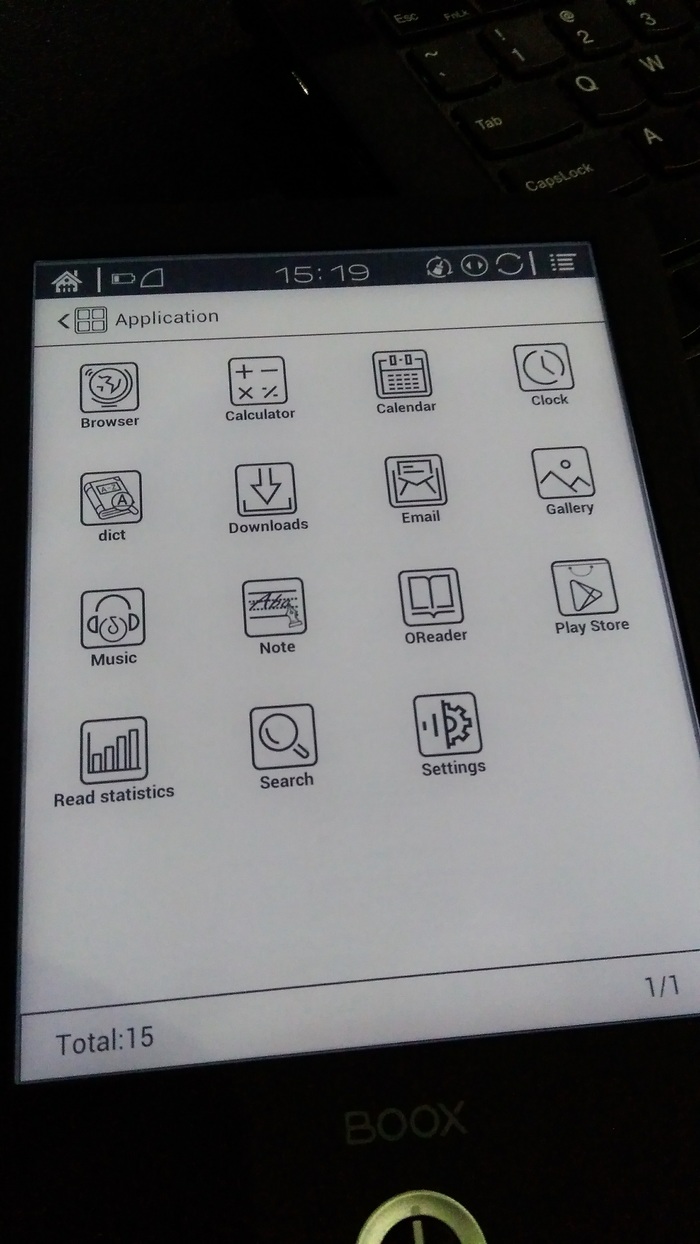 Esc FnLk
~ ` ! 1 @ 2 # 3
Tab Q W
CapsLock A
15:19
Application
Browser Calculator Calendar Clock
A-Z A
dict Downloads Email Gallery
Abc
Music Note OReader Play Store
Read statistics Search Settings
1/1
Total:15
BOOX